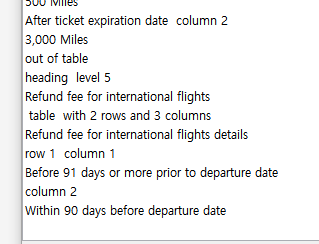 500 Miles
After ticket expiration date  column 2
3,000 Miles
out of table
heading  level 5
Refund fee for international flights
table  with 2 rows and 3 columns
Refund fee for international flights details
row 1  column 1
Before 91 days or more prior to departure date
column 2
Within 90 days before departure date